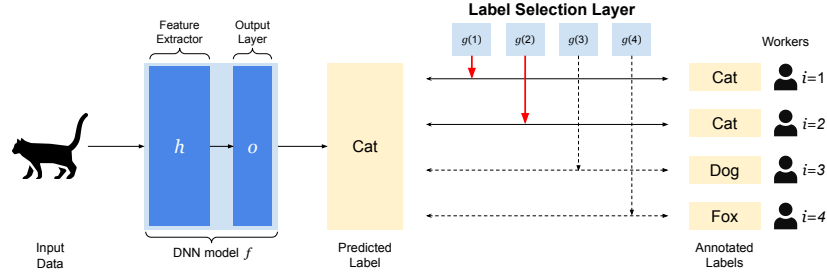 Label Selection Layer
Feature
Extractor
Output
Layer
g(1)
g(2)
g(3)
g(4)
Workers
h
o
Cat
Cat
i=1
Cat
i=2
Dog
i=3
Fox
i=4
Input
Data
DNN model f
Predicted
Label
Annotated
Labels